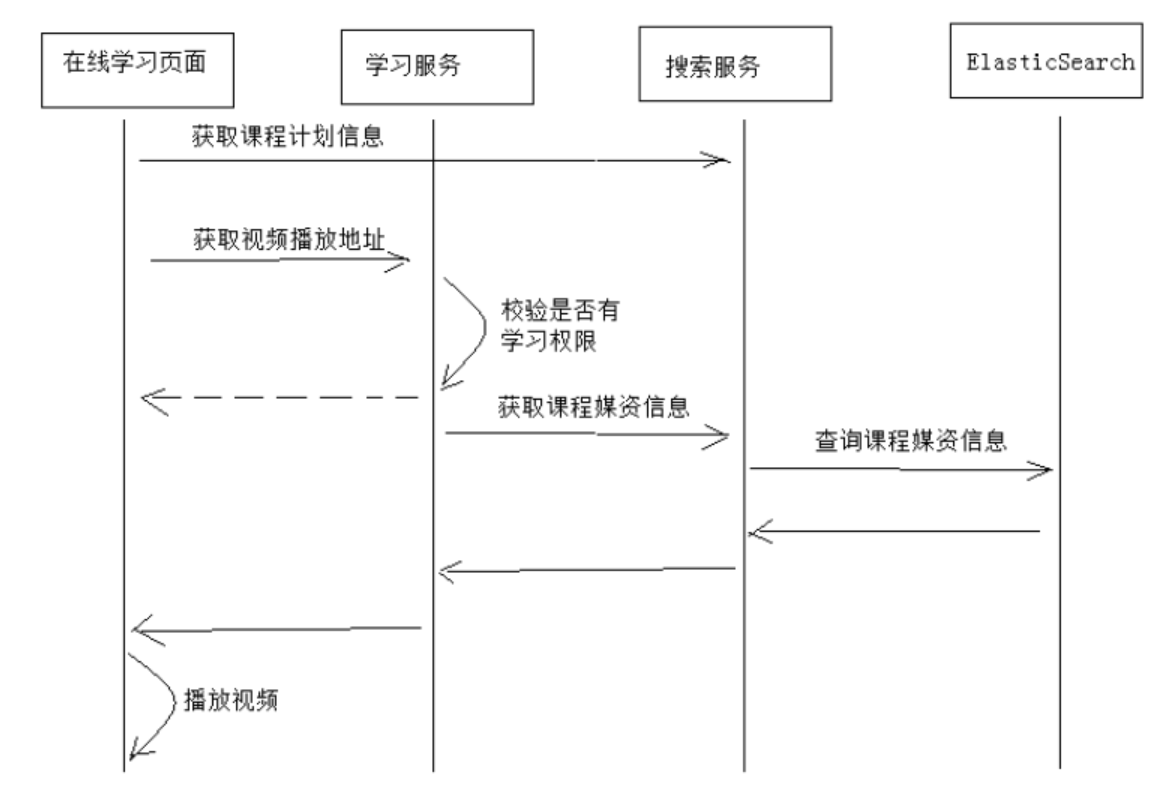 在线学习页面
学习服务
搜索服务
ElasticSearch
获取课程计划信息
获取视频播放地址
校验是否有
学习权限
获取课程媒资信息
查询课程媒资信息
播放视频